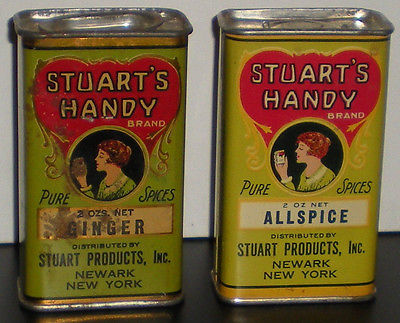 STUART'S
HANDY
BRAND
PURE SPICES
2 OZS. NET
GINGER
DISTRIBUTED BY
STUART PRODUCTS, INC.
NEWARK
NEW YORK
STUART'S
HANDY
BRAND
PURE SPICES
2 OZ NET
ALLSPICE
DISTRIBUTED BY
STUART PRODUCTS, INC.
NEWARK
NEW YORK